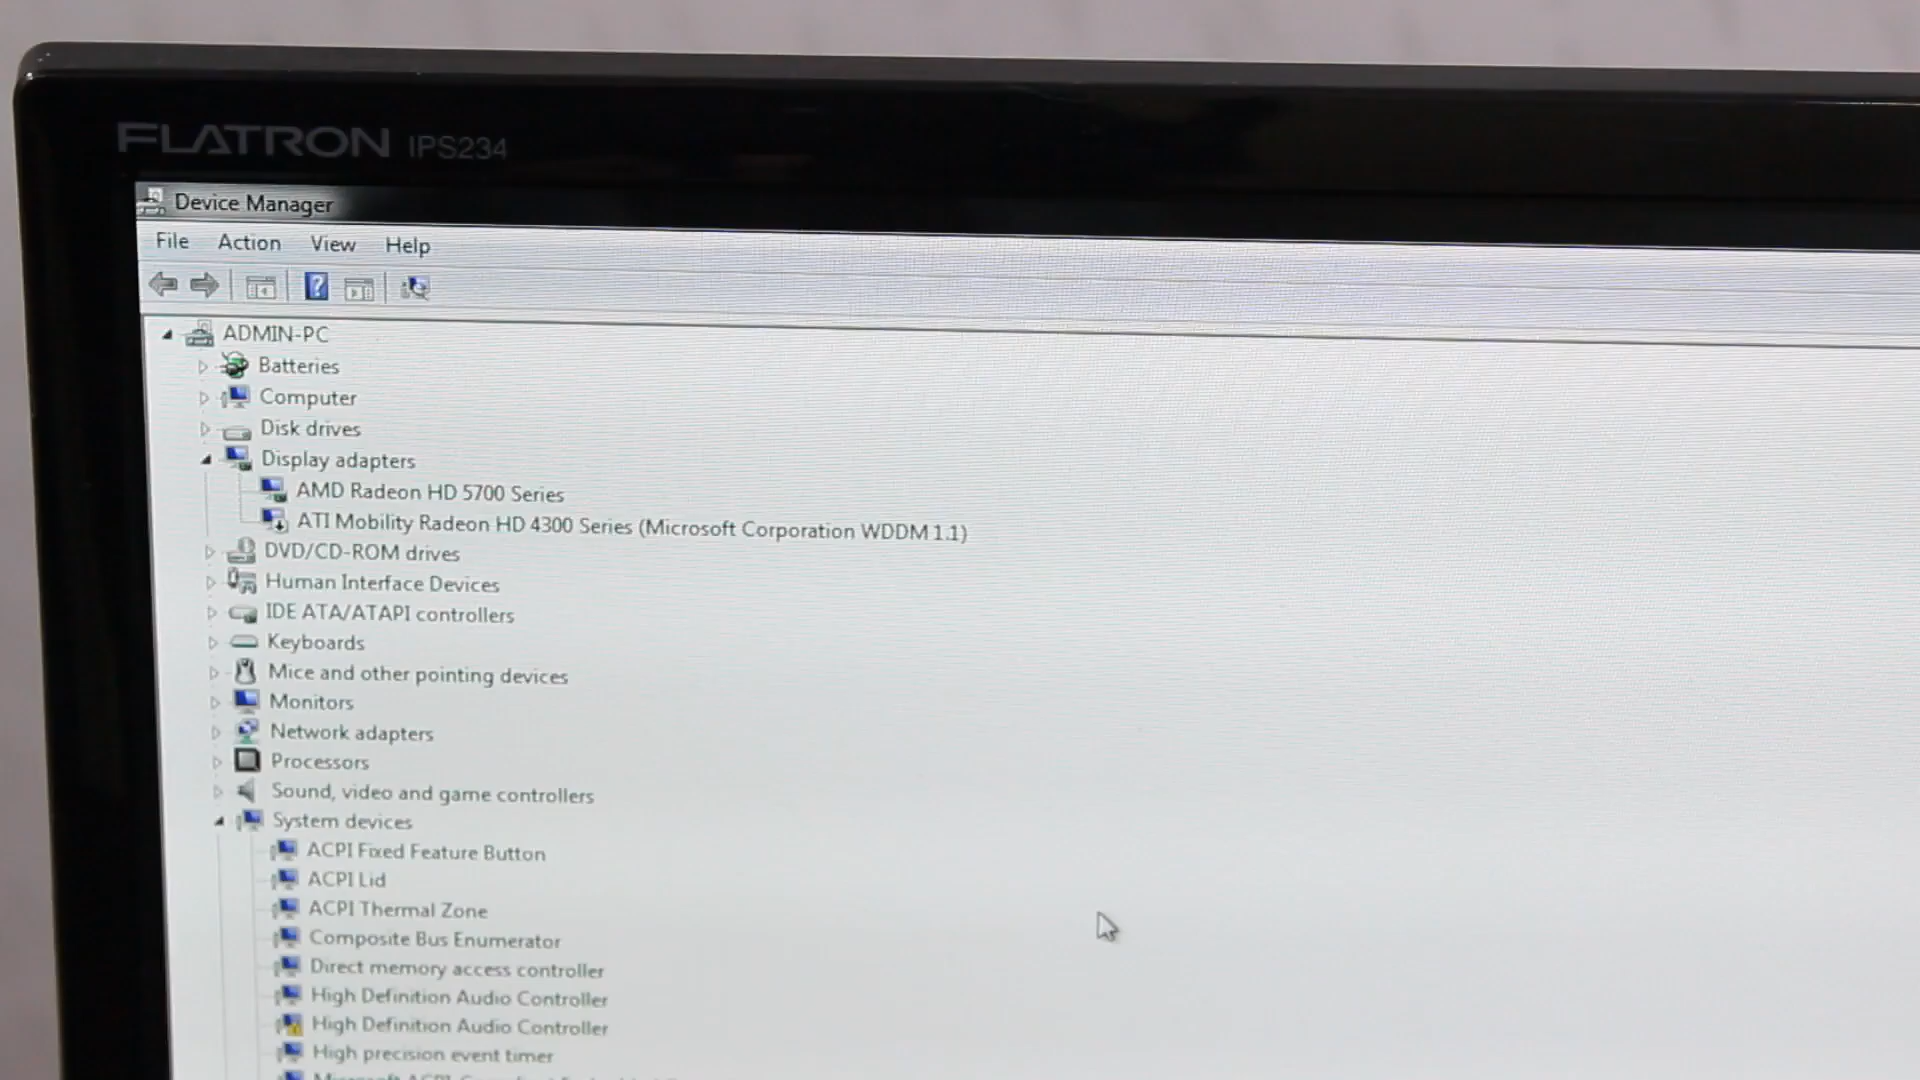 FLATRON IPS234
Device Manager
File Action View Help
ADMIN-PC
Batteries
Computer
Disk drives
Display adapters
AMD Radeon HD 5700 Series
ATI Mobility Radeon HD 4300 Series (Microsoft Corporation WDDM 1.1)
DVD/CD-ROM drives
Human Interface Devices
IDE ATA/ATAPI controllers
Keyboards
Mice and other pointing devices
Monitors
Network adapters
Processors
Sound, video and game controllers
System devices
ACPI Fixed Feature Button
ACPI Lid
ACPI Thermal Zone
Composite Bus Enumerator
Direct memory access controller
High Definition Audio Controller
High Definition Audio Controller
High precision event timer